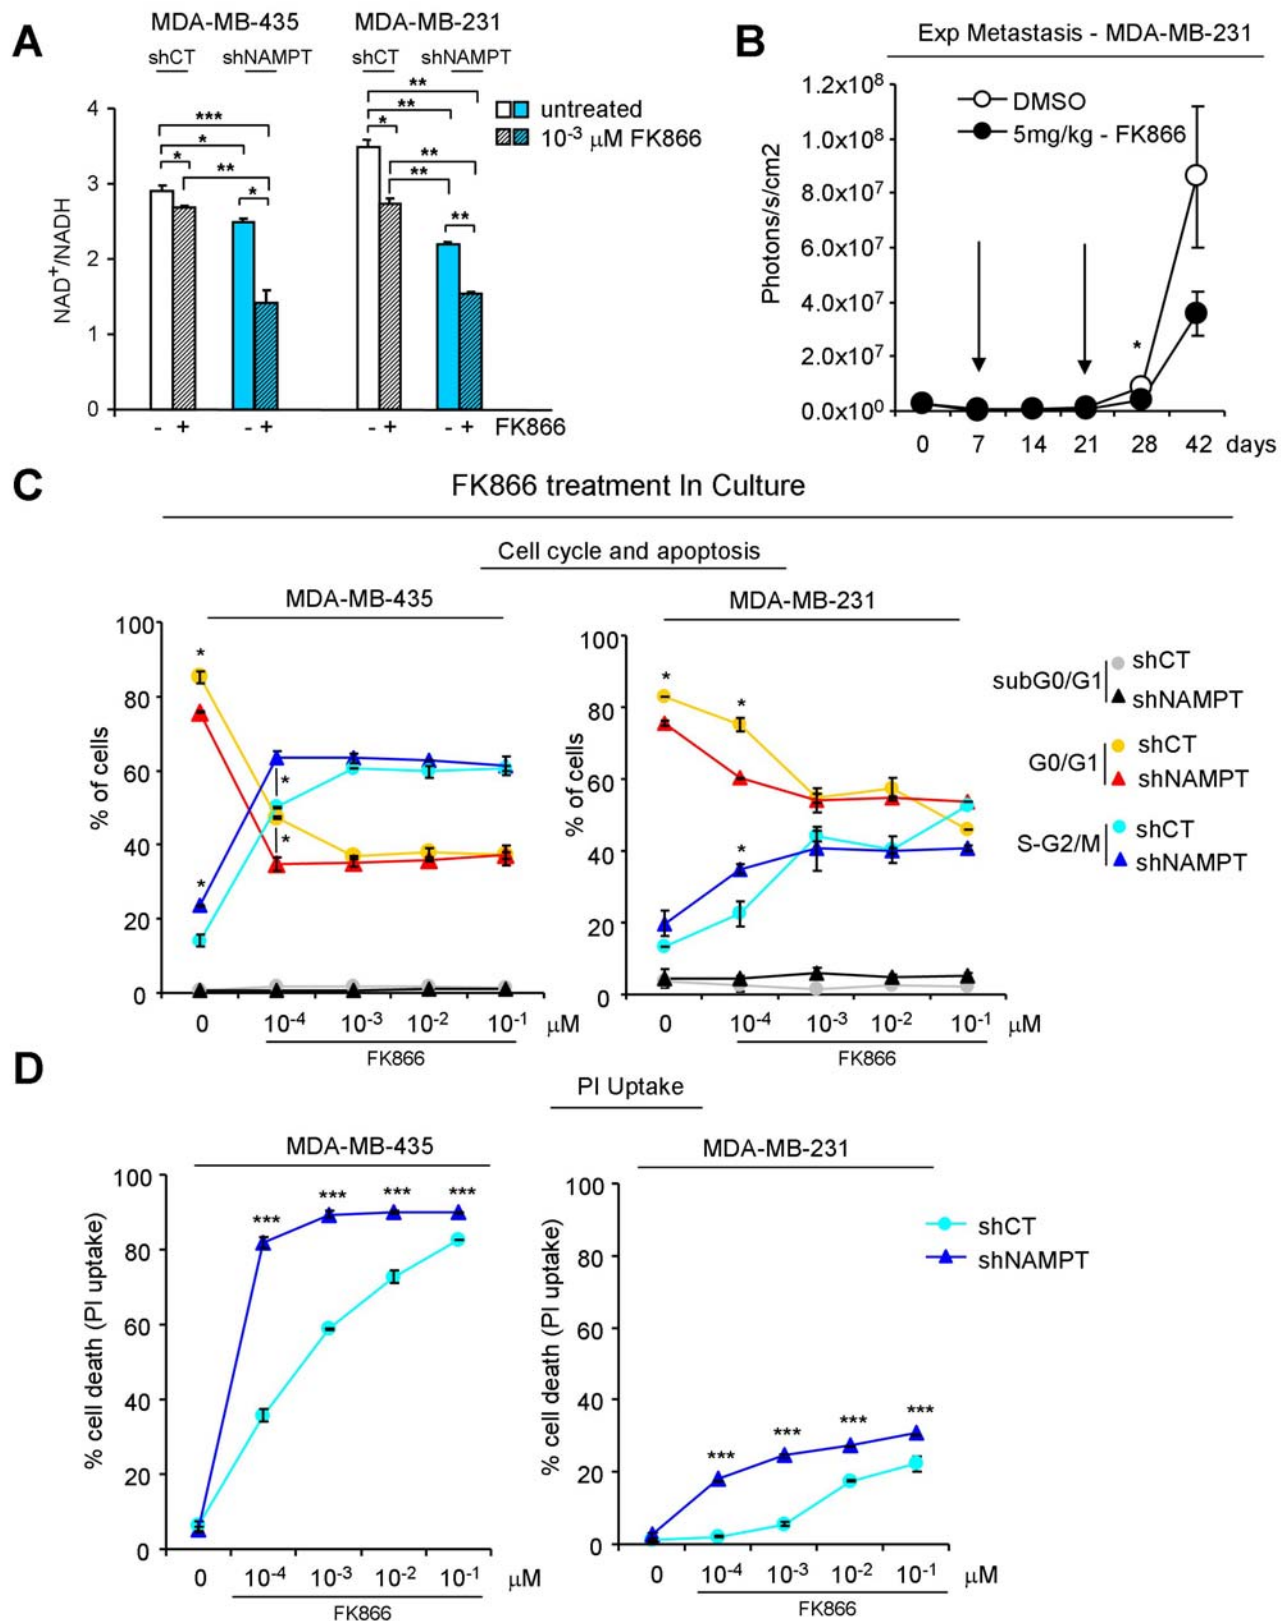 A
MDA-MB-435 MDA-MB-231
shCT shNAMPT shCT shNAMPT
*** * * ** *
** ** * ** ** **
untreated
10⁻³ μM FK866
NAD⁺/NADH
4
3
2
1
0
- + - + - + - + FK866
B
Exp Metastasis - MDA-MB-231
DMSO
5mg/kg - FK866
Photons/s/cm2
1.2x10⁸
1.0x10⁸
8.0x10⁷
6.0x10⁷
4.0x10⁷
2.0x10⁷
0.0x10⁰
*
0 7 14 21 28 42 days
C
FK866 treatment In Culture
Cell cycle and apoptosis
MDA-MB-435
% of cells
100
80
60
40
20
0
* * * *
0 10⁻⁴ 10⁻³ 10⁻² 10⁻¹ μM
FK866
MDA-MB-231
% of cells
100
80
60
40
20
0
* * *
0 10⁻⁴ 10⁻³ 10⁻² 10⁻¹ μM
FK866
subG0/G1 shCT
shNAMPT
G0/G1 shCT
shNAMPT
S-G2/M shCT
shNAMPT
D
PI Uptake
MDA-MB-435
% cell death (PI uptake)
100
80
60
40
20
0
*** *** *** ***
0 10⁻⁴ 10⁻³ 10⁻² 10⁻¹ μM
FK866
MDA-MB-231
% cell death (PI uptake)
100
80
60
40
20
0
*** *** *** ***
0 10⁻⁴ 10⁻³ 10⁻² 10⁻¹ μM
FK866
shCT
shNAMPT